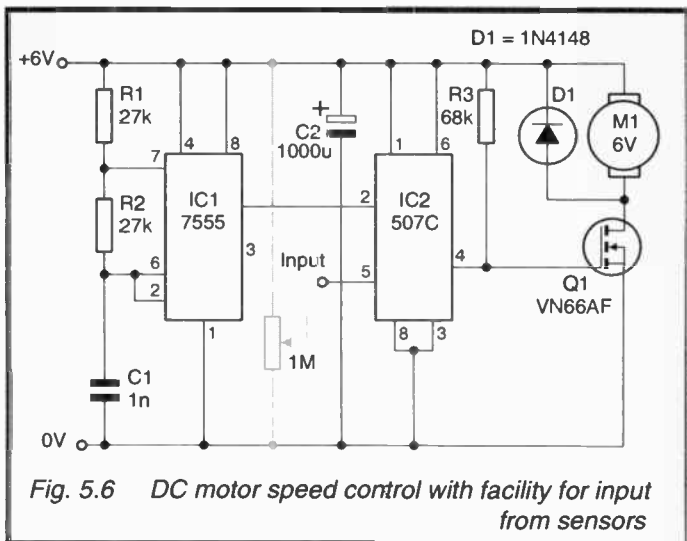 D1 = 1N4148
+6V
R1
27k
R2
27k
C1
1n
0V
7
6
2
4
8
IC1
7555
3
1
Input
1M
+
C2
1000u
2
5
1
6
IC2
507C
4
8
3
R3
68k
D1
M1
6V
Q1
VN66AF
Fig. 5.6 DC motor speed control with facility for input
from sensors